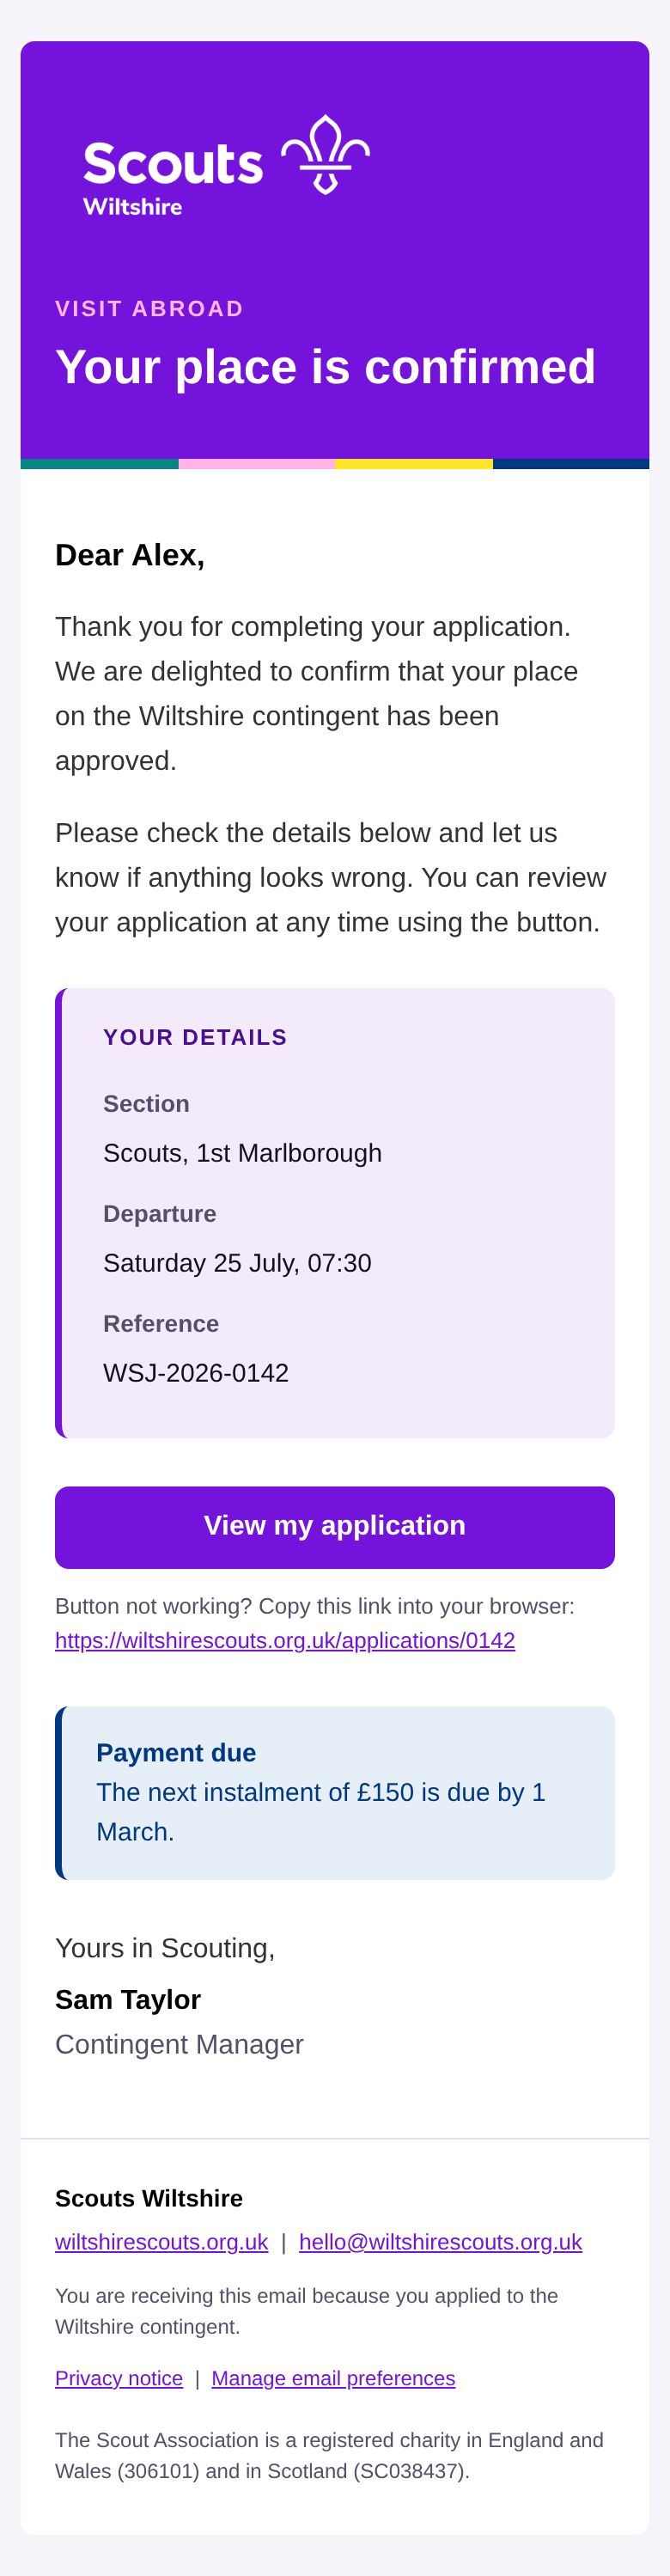 Scouts
Wiltshire
VISIT ABROAD
Your place is confirmed
Dear Alex,
Thank you for completing your application.
We are delighted to confirm that your place
on the Wiltshire contingent has been
approved.
Please check the details below and let us
know if anything looks wrong. You can review
your application at any time using the button.
YOUR DETAILS
Section
Scouts, 1st Marlborough
Departure
Saturday 25 July, 07:30
Reference
WSJ-2026-0142
View my application
Button not working? Copy this link into your browser:
https://wiltshirescouts.org.uk/applications/0142
Payment due
The next instalment of £150 is due by 1
March.
Yours in Scouting,
Sam Taylor
Contingent Manager
Scouts Wiltshire
wiltshirescouts.org.uk | hello@wiltshirescouts.org.uk
You are receiving this email because you applied to the
Wiltshire contingent.
Privacy notice | Manage email preferences
The Scout Association is a registered charity in England and
Wales (306101) and in Scotland (SC038437).